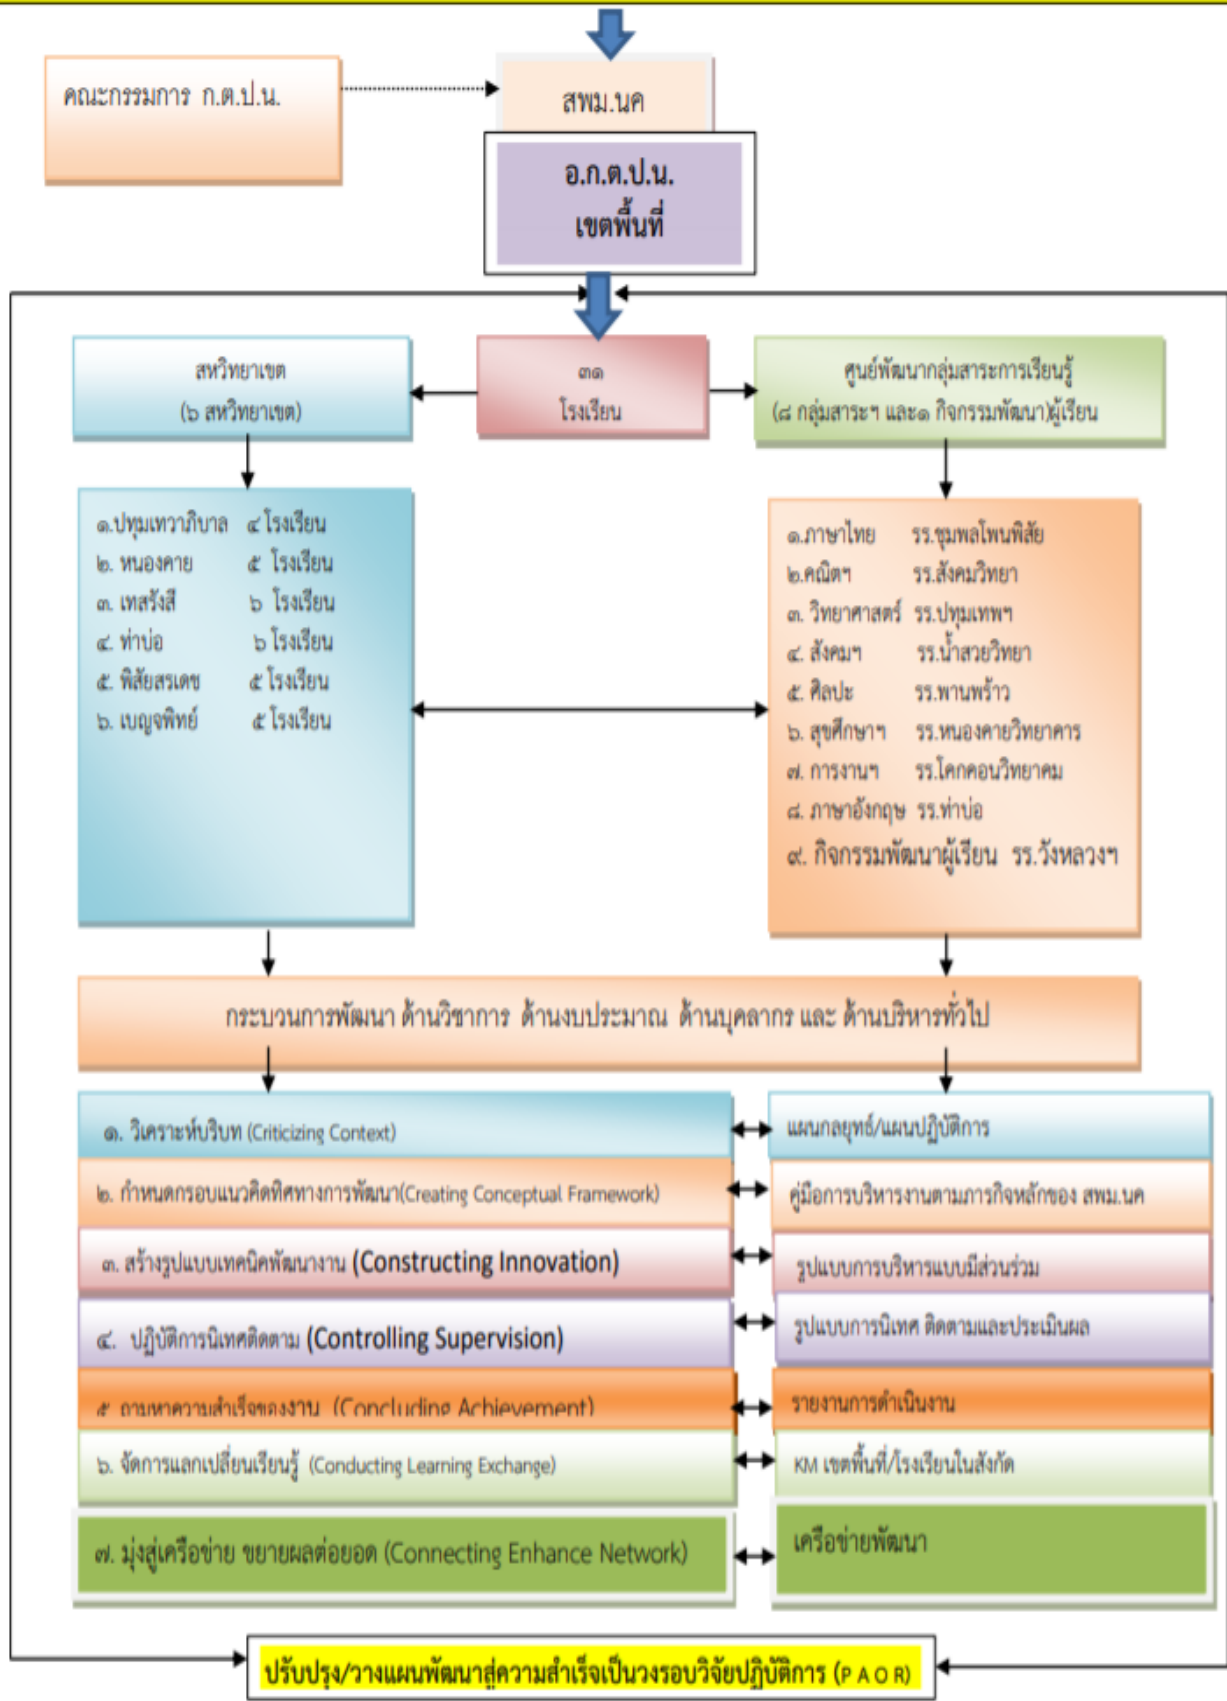 คณะกรรมการ ก.ต.ป.น.
สพม.นค
อ.ก.ต.ป.น.
เขตพื้นที่
สหวิทยาเขต
(๖ สหวิทยาเขต)
๓๑
โรงเรียน
ศูนย์พัฒนากลุ่มสาระการเรียนรู้
(๘ กลุ่มสาระฯ และ๑ กิจกรรมพัฒนา)ผู้เรียน
๑.ปทุมเทวาภิบาล ๔ โรงเรียน
๒. หนองคาย ๕ โรงเรียน
๓. เทสรังสี ๖ โรงเรียน
๔. ท่าบ่อ ๖ โรงเรียน
๕. พิสัยสรเดช ๕ โรงเรียน
๖. เบญจพิทย์ ๕ โรงเรียน
๑.ภาษาไทย รร.ชุมพลโพนพิสัย
๒.คณิตฯ รร.สังคมวิทยา
๓. วิทยาศาสตร์ รร.ปทุมเทพฯ
๔. สังคมฯ รร.น้ำสวยวิทยา
๕. ศิลปะ รร.พานพร้าว
๖. สุขศึกษาฯ รร.หนองคายวิทยาคาร
๗. การงานฯ รร.โคกคอนวิทยาคม
๘. ภาษาอังกฤษ รร.ท่าบ่อ
๙. กิจกรรมพัฒนาผู้เรียน รร.วังหลวงฯ
กระบวนการพัฒนา ด้านวิชาการ ด้านงบประมาณ ด้านบุคลากร และ ด้านบริหารทั่วไป
๑. วิเคราะห์บริบท (Criticizing Context)
แผนกลยุทธ์/แผนปฏิบัติการ
๒. กำหนดกรอบแนวคิดทิศทางการพัฒนา(Creating Conceptual Framework)
คู่มือการบริหารงานตามภารกิจหลักของ สพม.นค
๓. สร้างรูปแบบเทคนิคพัฒนางาน (Constructing Innovation)
รูปแบบการบริหารแบบมีส่วนร่วม
๔. ปฏิบัติการนิเทศติดตาม (Controlling Supervision)
รูปแบบการนิเทศ ติดตามและประเมินผล
๕ ถามหาความสำเร็จของงาน (Concluding Achievement)
รายงานการดำเนินงาน
๖. จัดการแลกเปลี่ยนเรียนรู้ (Conducting Learning Exchange)
KM เขตพื้นที่/โรงเรียนในสังกัด
๗. มุ่งสู่เครือข่าย ขยายผลต่อยอด (Connecting Enhance Network)
เครือข่ายพัฒนา
ปรับปรุง/วางแผนพัฒนาสู่ความสำเร็จเป็นวงรอบวิจัยปฏิบัติการ (P A O R)